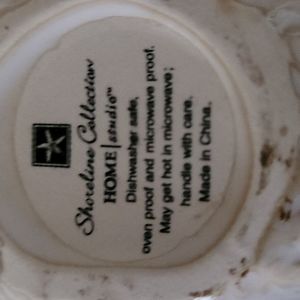 Shoreline Collection
HOME|studio™
Dishwasher safe,
oven proof and microwave proof.
May get hot in microwave;
handle with care.
Made in China.